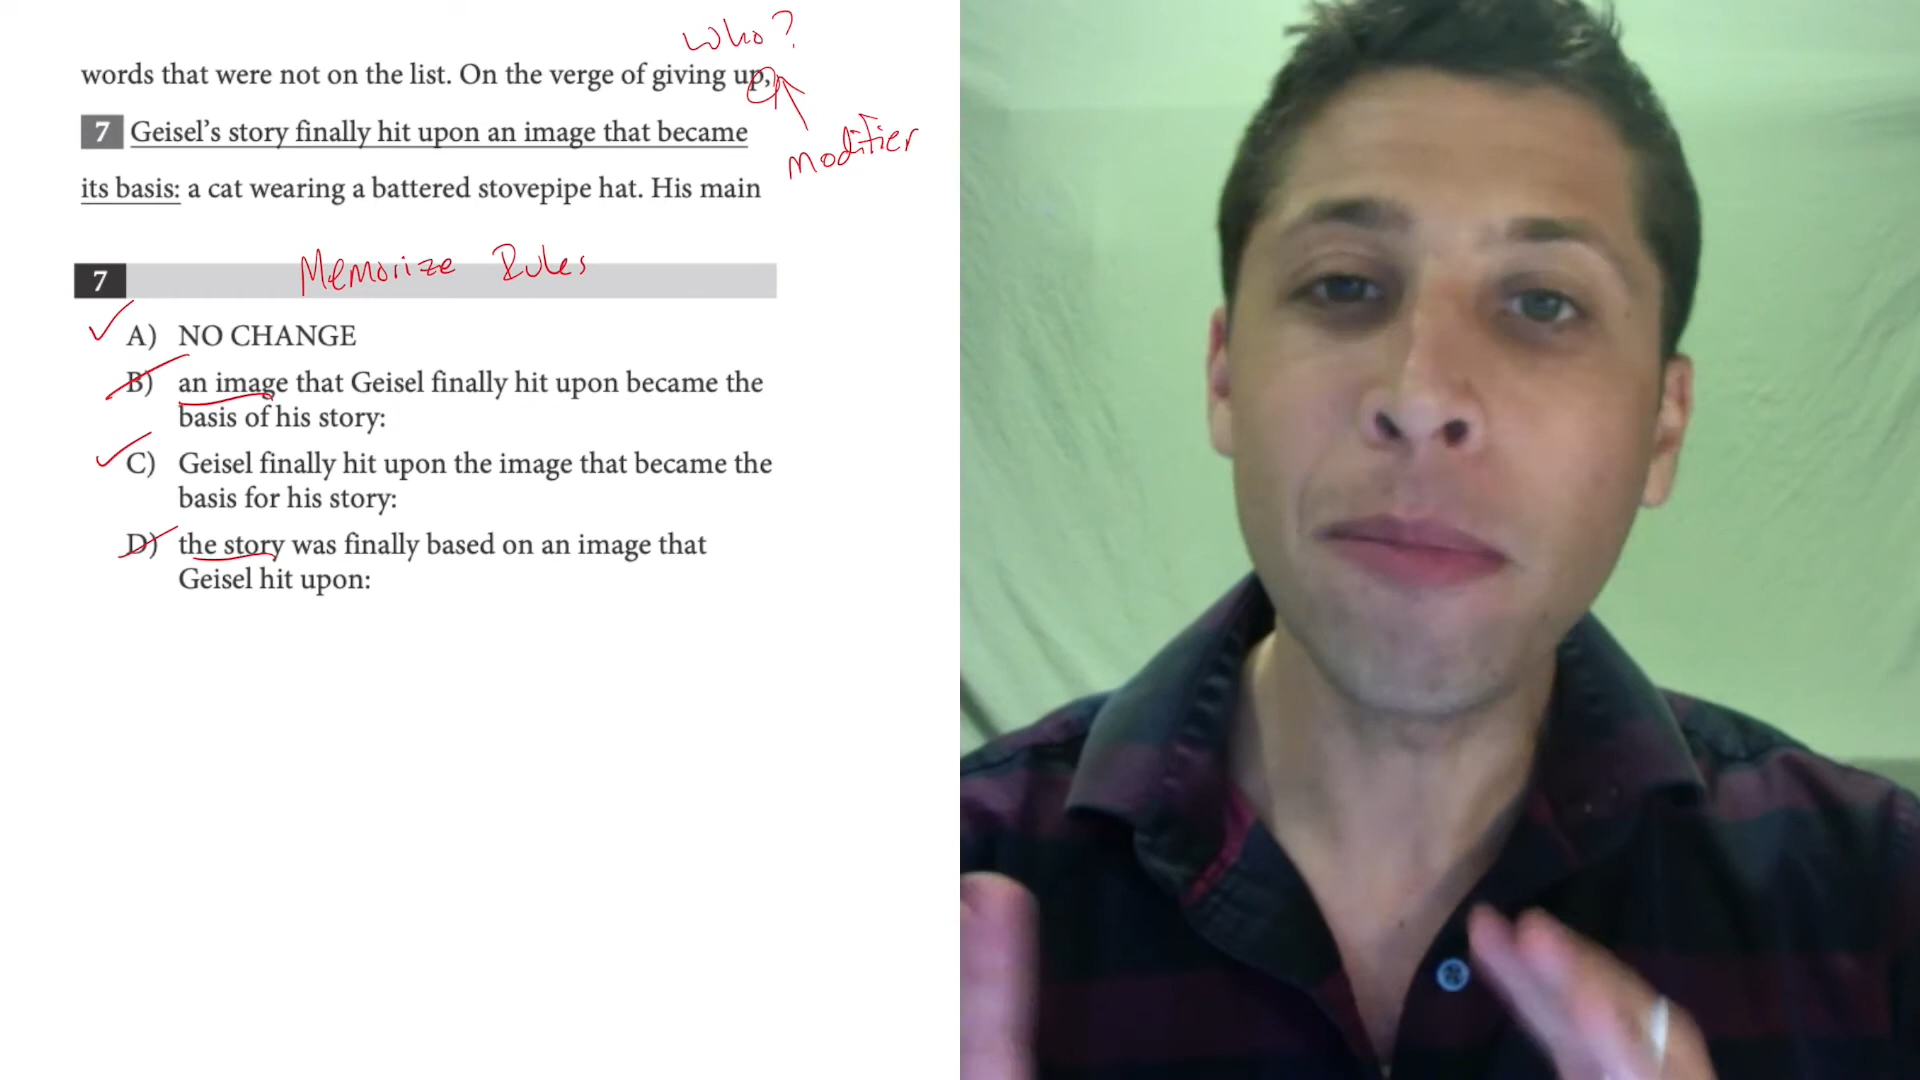 Who?
words that were not on the list. On the verge of giving up,
7 Geisel’s story finally hit upon an image that became
Modifier
its basis: a cat wearing a battered stovepipe hat. His main
Memorize Rules
7
A) NO CHANGE
B) an image that Geisel finally hit upon became the
basis of his story:
C) Geisel finally hit upon the image that became the
basis for his story:
D) the story was finally based on an image that
Geisel hit upon: